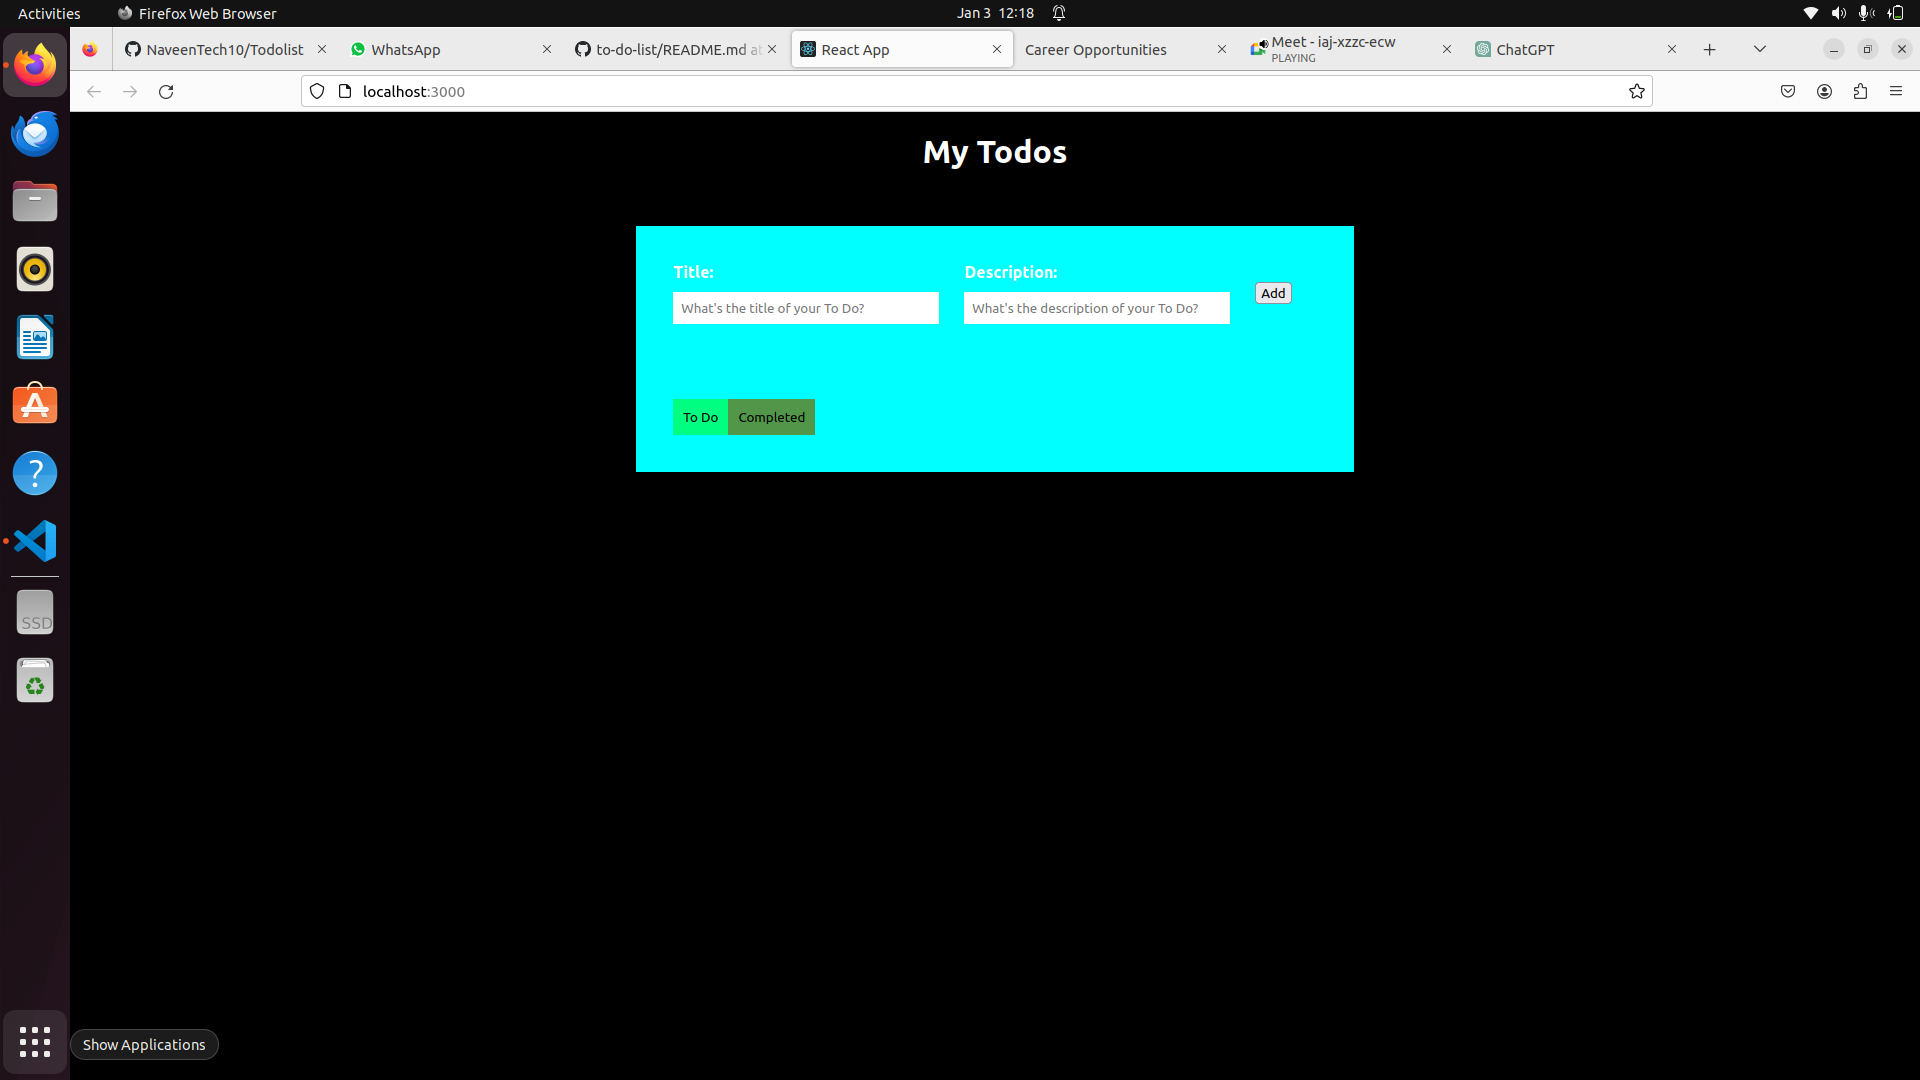 Activities
Firefox Web Browser
Jan 3 12:18
NaveenTech10/Todolist
WhatsApp
to-do-list/README.md at
React App
Career Opportunities
Meet - iaj-xzzc-ecw
PLAYING
ChatGPT
localhost:3000
My Todos
Title:
Description:
What's the title of your To Do?
What's the description of your To Do?
Add
To Do
Completed
?
SSD
Show Applications